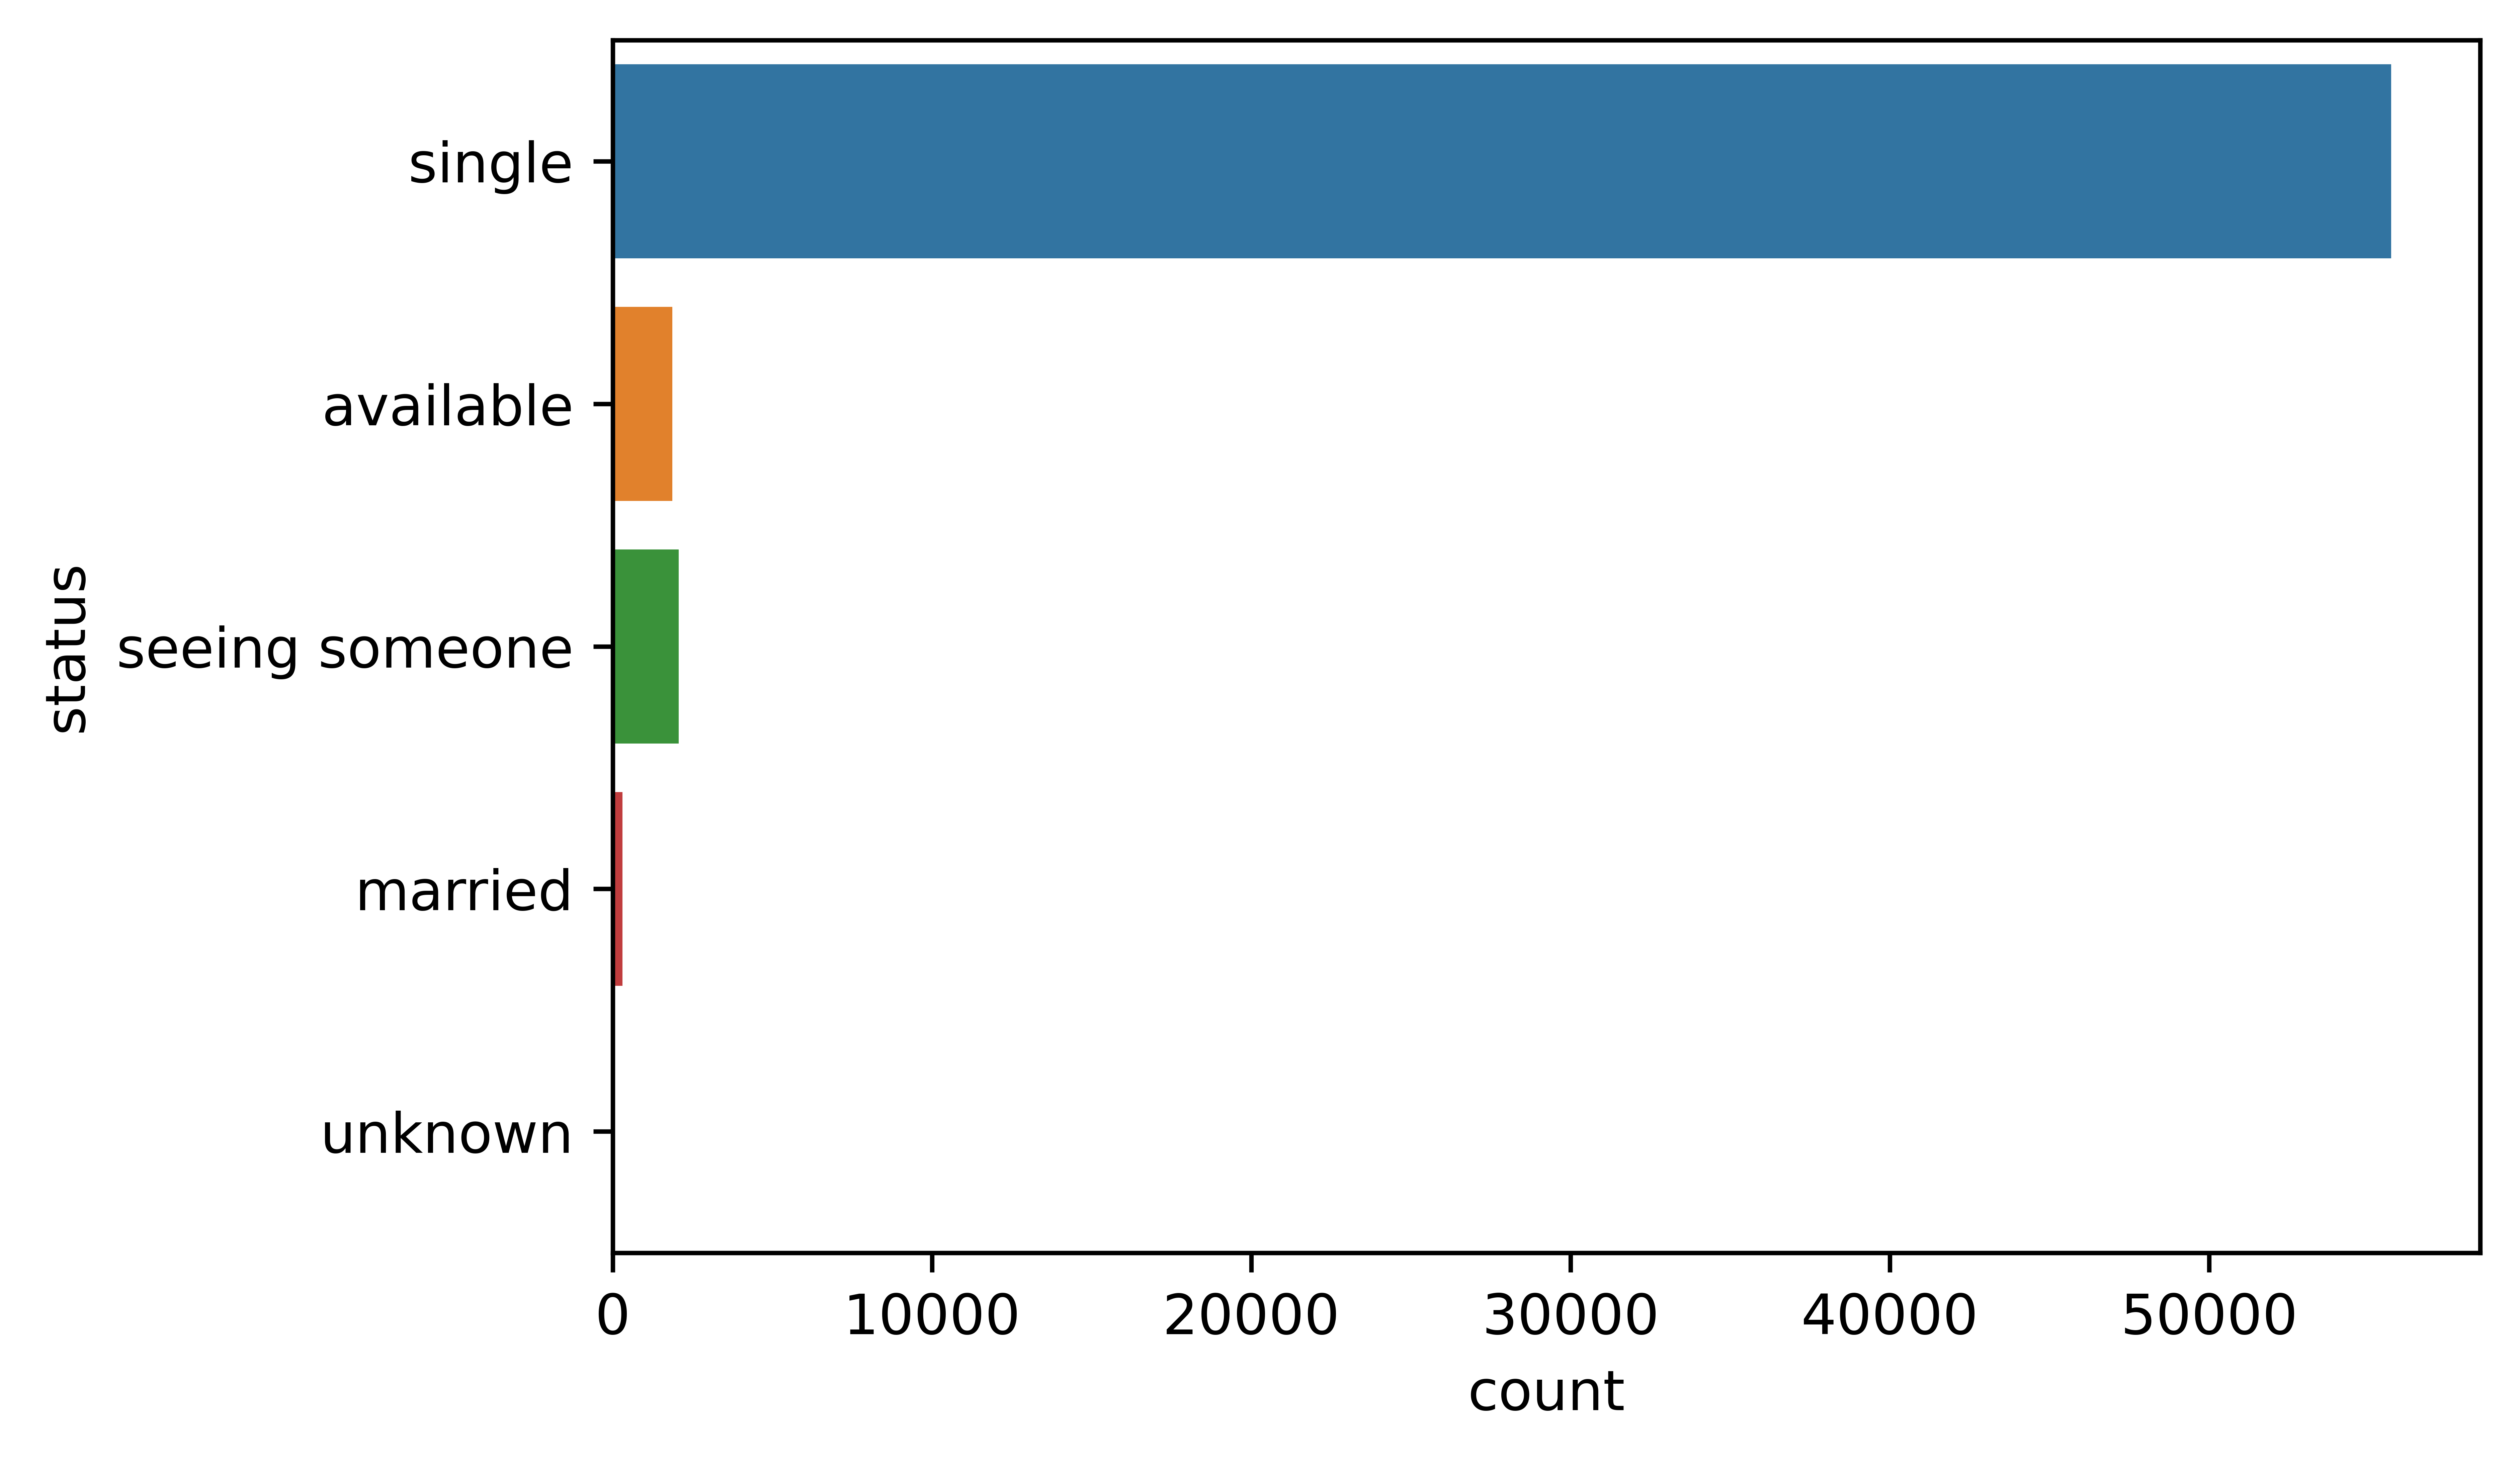 single
available
seeing someone
married
unknown
status
0 10000 20000 30000 40000 50000
count